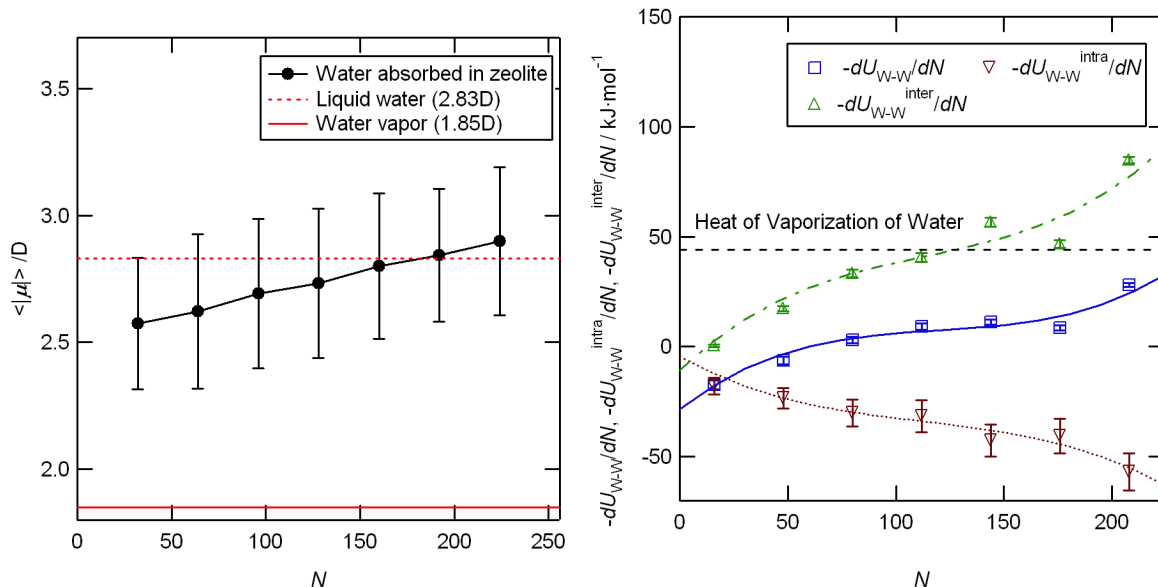 3.5
3.0
2.5
2.0
<|μ|> /D
0 50 100 150 200 250
N
Water absorbed in zeolite
Liquid water (2.83D)
Water vapor (1.85D)
150
100
50
0
-50
-dU_W-W/dN, -dU_W-W^intra/dN, -dU_W-W^inter/dN / kJ·mol^-1
0 50 100 150 200
N
-dU_W-W/dN -dU_W-W^intra/dN
-dU_W-W^inter/dN
Heat of Vaporization of Water